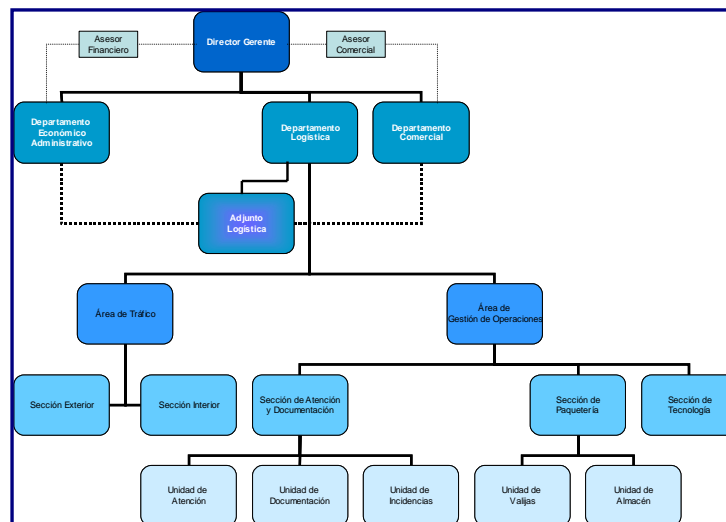 Asesor
Financiero
Director Gerente
Asesor
Comercial
Departamento
Económico
Administrativo
Departamento
Logística
Departamento
Comercial
Adjunto
Logística
Área de Tráfico
Área de
Gestión de Operaciones
Sección Exterior
Sección Interior
Sección de Atención
y Documentación
Sección de
Paquetería
Sección de
Tecnología
Unidad de
Atención
Unidad de
Documentación
Unidad de
Incidencias
Unidad de
Valijas
Unidad de
Almacén